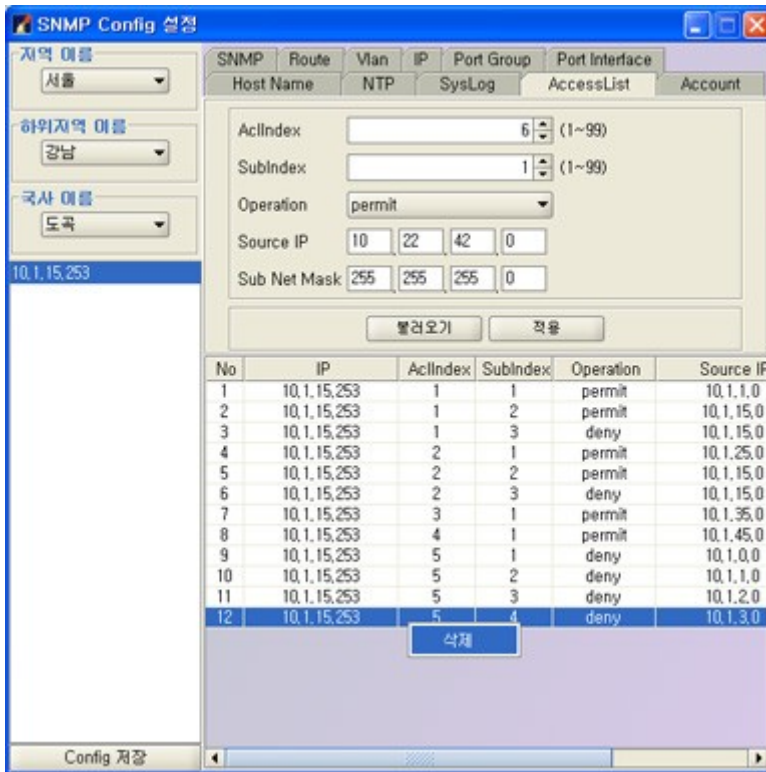 SNMP Config 설정
지역 이름
서울
하위지역 이름
강남
국사 이름
도곡
10.1.15.253
Config 저장
SNMP Route Vlan IP Port Group Port Interface
Host Name NTP SysLog AccessList Account
AclIndex 6 (1~99)
SubIndex 1 (1~99)
Operation permit
Source IP 10 . 22 . 42 . 0
Sub Net Mask 255 . 255 . 255 . 0
불러오기 적용
No IP AclIndex SubIndex Operation Source IP
1 10.1.15.253 1 1 permit 10.1.1.0
2 10.1.15.253 1 2 permit 10.1.15.0
3 10.1.15.253 1 3 deny 10.1.15.0
4 10.1.15.253 2 1 permit 10.1.25.0
5 10.1.15.253 2 2 permit 10.1.15.0
6 10.1.15.253 2 3 deny 10.1.15.0
7 10.1.15.253 3 1 permit 10.1.35.0
8 10.1.15.253 4 1 permit 10.1.45.0
9 10.1.15.253 5 1 deny 10.1.0.0
10 10.1.15.253 5 2 deny 10.1.1.0
11 10.1.15.253 5 3 deny 10.1.2.0
12 10.1.15.253 5 4 deny 10.1.3.0
삭제